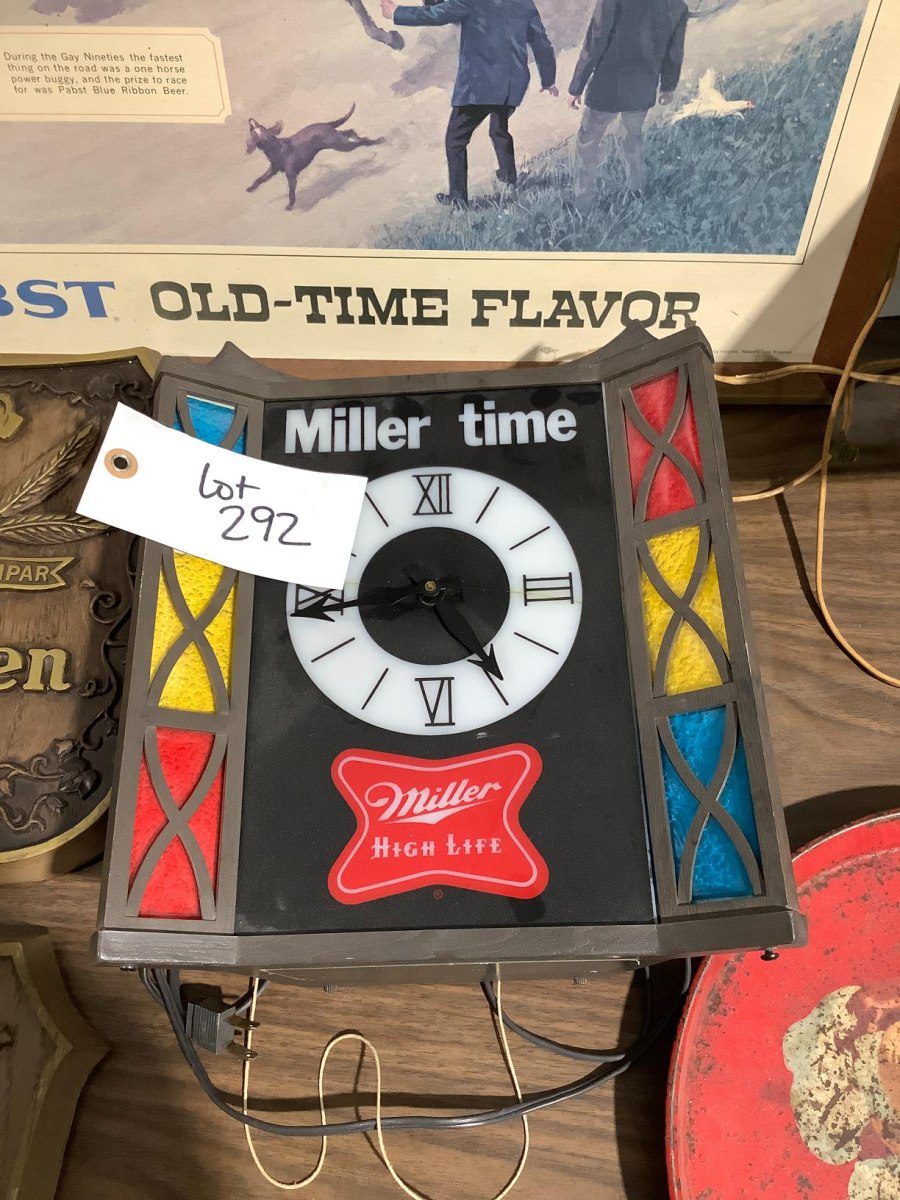 During the Gay Nineties the fastest
thing on the road was a one horse
power buggy, and the prize to race
for was Pabst Blue Ribbon Beer.
BST OLD-TIME FLAVOR
Miller time
Lot
292
XII
III
VI
IX
Miller
HIGH LIFE
®
IPAR
en